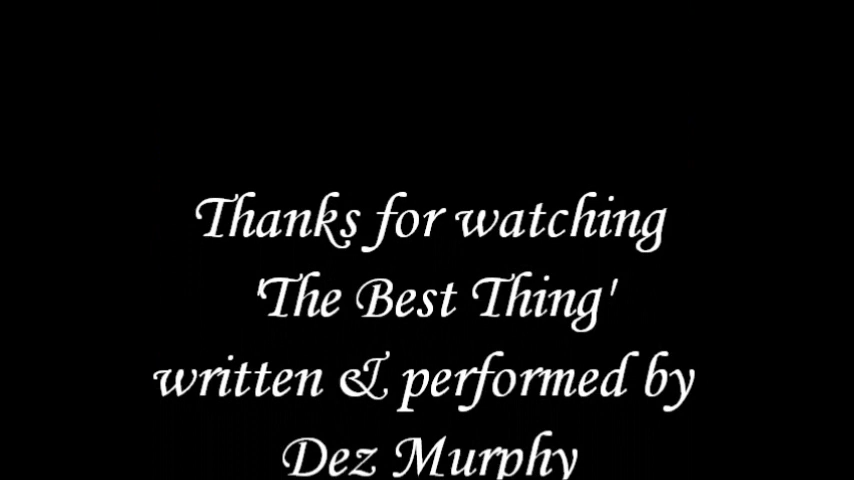 Thanks for watching
'The Best Thing'
written & performed by
Dez Murphy